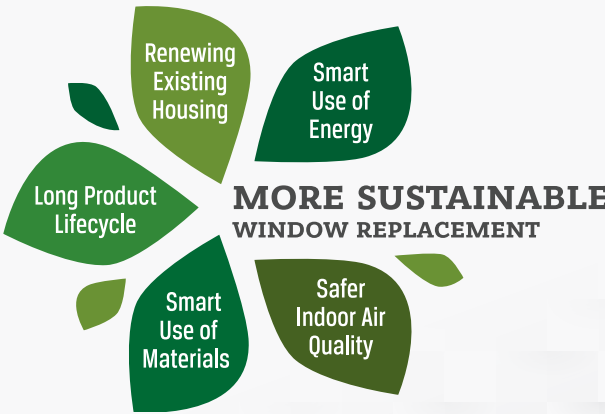 Renewing
Existing
Housing
Smart
Use of
Energy
Long Product
Lifecycle
MORE SUSTAINABLE
WINDOW REPLACEMENT
Smart
Use of
Materials
Safer
Indoor Air
Quality